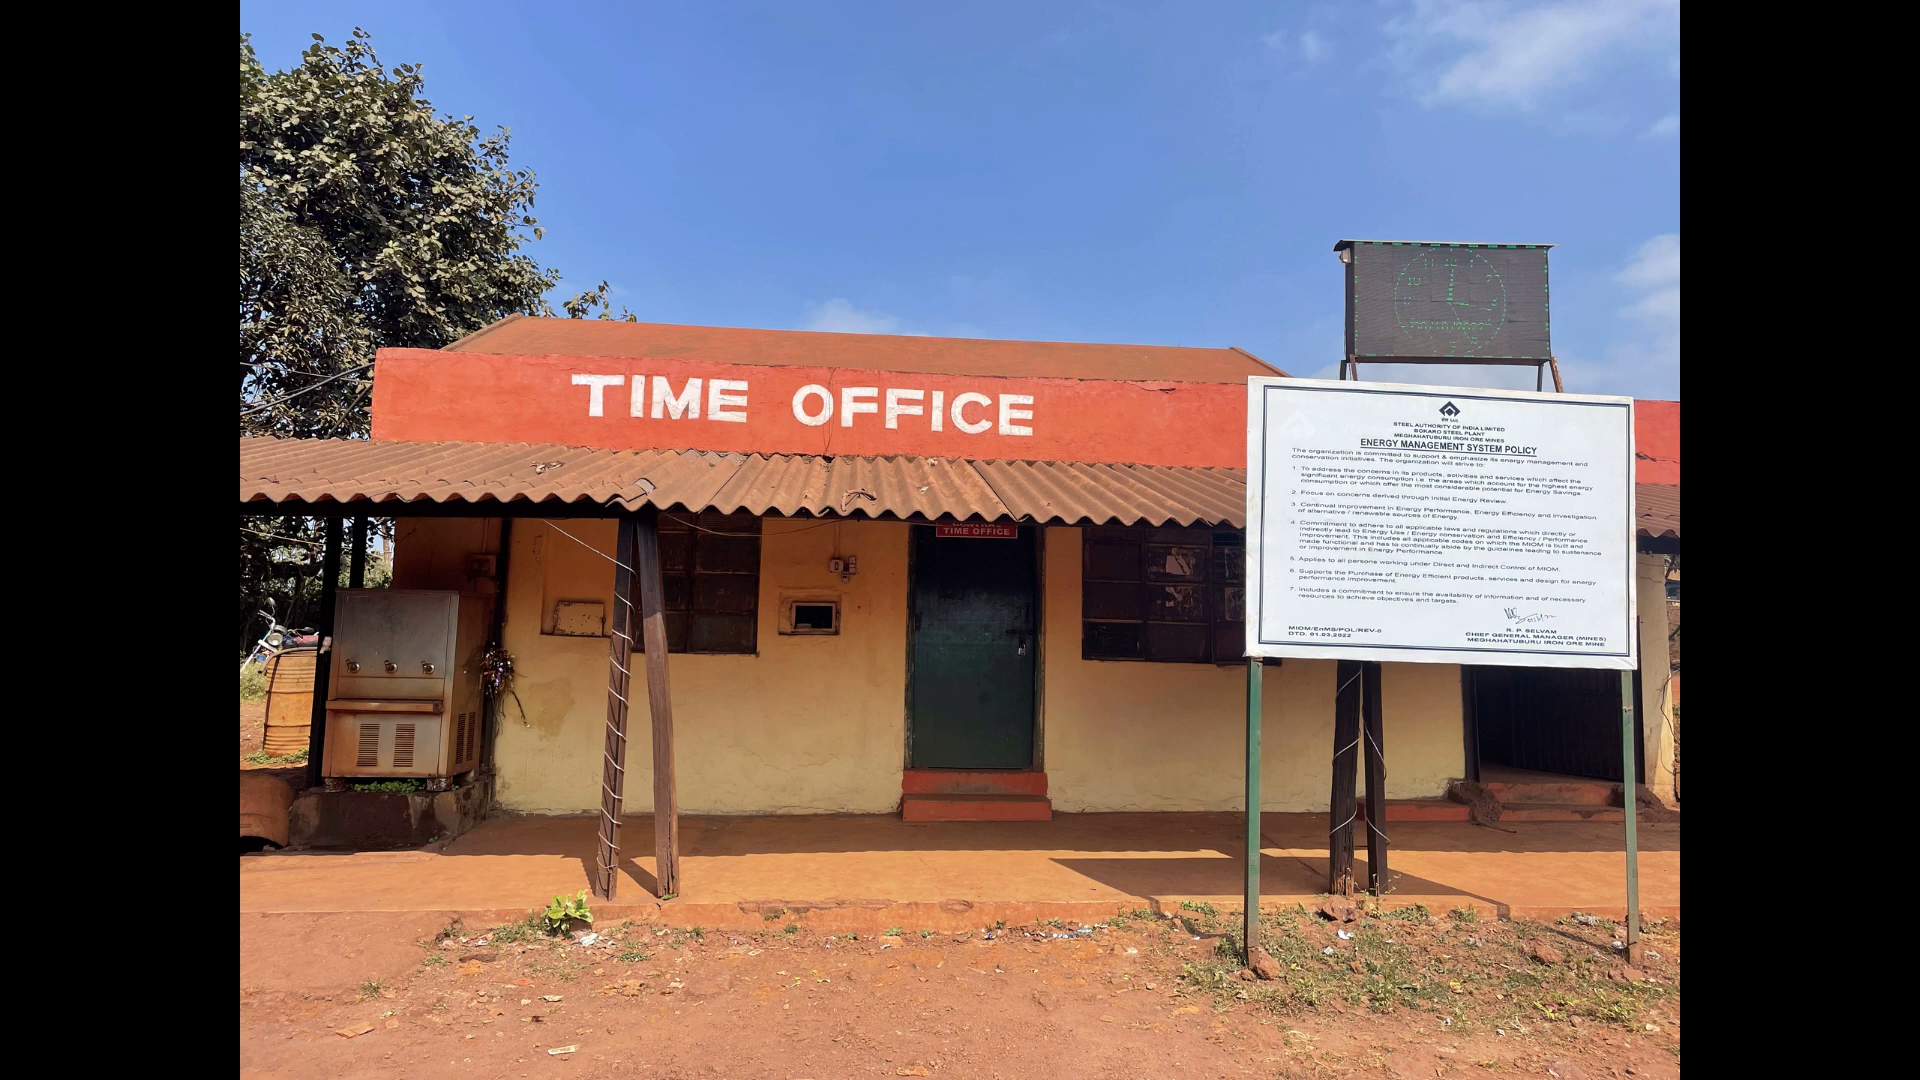 TIME OFFICE
TIME OFFICE
STEEL AUTHORITY OF INDIA LIMITED
BOKARO STEEL PLANT
MEGHAHATUBURU IRON ORE MINES
ENERGY MANAGEMENT SYSTEM POLICY
The organization is committed to support & emphasize its energy management and
conservation initiatives. The organization will strive to:
1. To address the concerns in its products, activities and services which affect the
significant energy consumption i.e. the areas which account for the highest energy
consumption or which offer the most considerable potential for Energy Savings.
2. Focus on concerns derived through Initial Energy Review.
3. Continual Improvement in Energy Performance, Energy Efficiency and investigation
of alternative / renewable sources of Energy.
4. Commitment to adhere to all applicable laws and regulations which directly or
indirectly lead to Energy Use / Energy conservation and Efficiency / Performance
Improvement. This includes all applicable codes on which the MIOM is built and
made functional and has to continually abide by the guidelines leading to sustenance
or improvement in Energy Performance.
5. Applies to all persons working under Direct and Indirect Control of MIOM.
6. Supports the Purchase of Energy Efficient products, services and design for energy
performance improvement.
7. Includes a commitment to ensure the availability of information and of necessary
resources to achieve objectives and targets.
MIOM/EnMS/POL/REV-0
DTD. 01.03.2022
R. P. SELVAM
CHIEF GENERAL MANAGER (MINES)
MEGHAHATUBURU IRON ORE MINE